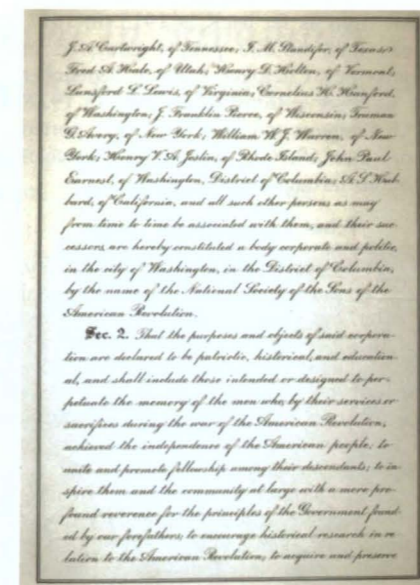 J. A. Cartwright, of Tennessee; I. M. Standifer, of Texas;
Fred A. Hale, of Utah; Henry D. Holton, of Vermont;
Lunsford L. Lewis, of Virginia; Cornelius H. Hanford,
of Washington; J. Franklin Pierce, of Wisconsin; Truman
G. Avery, of New York; William W. J. Warren, of New
York; Henry V. A. Joslin, of Rhode Island; John Paul
Earnest, of Washington, District of Columbia; A. S. Hub-
bard, of California, and all such other persons as may
from time to time be associated with them, and their suc-
cessors, are hereby constituted a body corporate and politic,
in the city of Washington, in the District of Columbia,
by the name of the National Society of the Sons of the
American Revolution.
Sec. 2. That the purposes and objects of said corpora-
tion are declared to be patriotic, historical, and education-
al, and shall include those intended or designed to per-
petuate the memory of the men who, by their services or
sacrifices during the war of the American Revolution,
achieved the independence of the American people; to
unite and promote fellowship among their descendants; to in-
spire them and the community at large with a more pro-
found reverence for the principles of the Government found-
ed by our forefathers; to encourage historical research in re
lation to the American Revolution; to acquire and preserve